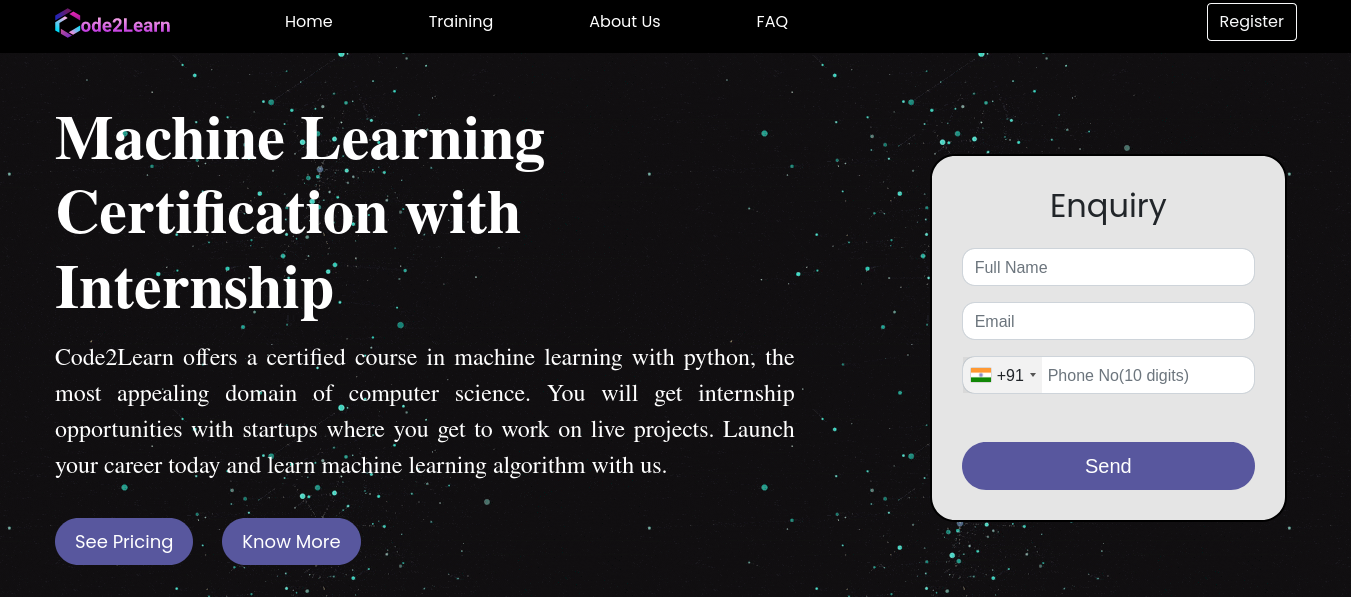 Code2Learn
Home
Training
About Us
FAQ
Register
Machine Learning
Certification with
Internship
Code2Learn offers a certified course in machine learning with python, the
most appealing domain of computer science. You will get internship
opportunities with startups where you get to work on live projects. Launch
your career today and learn machine learning algorithm with us.
See Pricing
Know More
Enquiry
Full Name
Email
+91 Phone No(10 digits)
Send